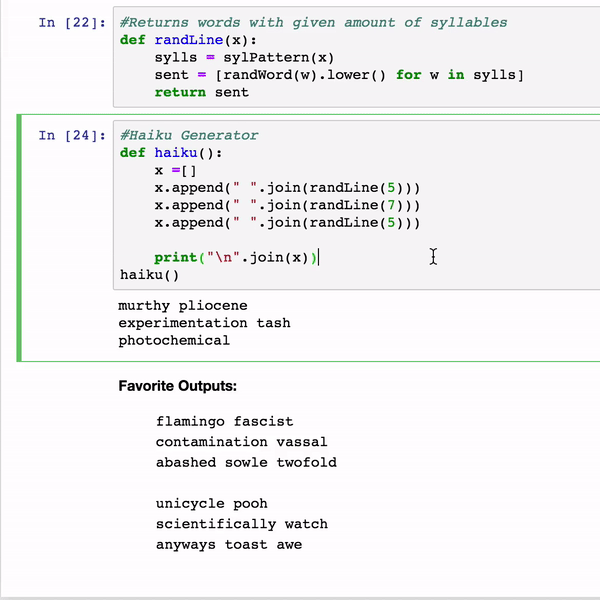 In [22]: #Returns words with given amount of syllables
def randLine(x):
    sylls = sylPattern(x)
    sent = [randWord(w).lower() for w in sylls]
    return sent
In [24]: #Haiku Generator
def haiku():
    x =[]
    x.append(" ".join(randLine(5)))
    x.append(" ".join(randLine(7)))
    x.append(" ".join(randLine(5)))
    print("\n".join(x))
haiku()
murthy pliocene
experimentation tash
photochemical
Favorite Outputs:
flamingo fascist
contamination vassal
abashed sowle twofold
unicycle pooh
scientifically watch
anyways toast awe